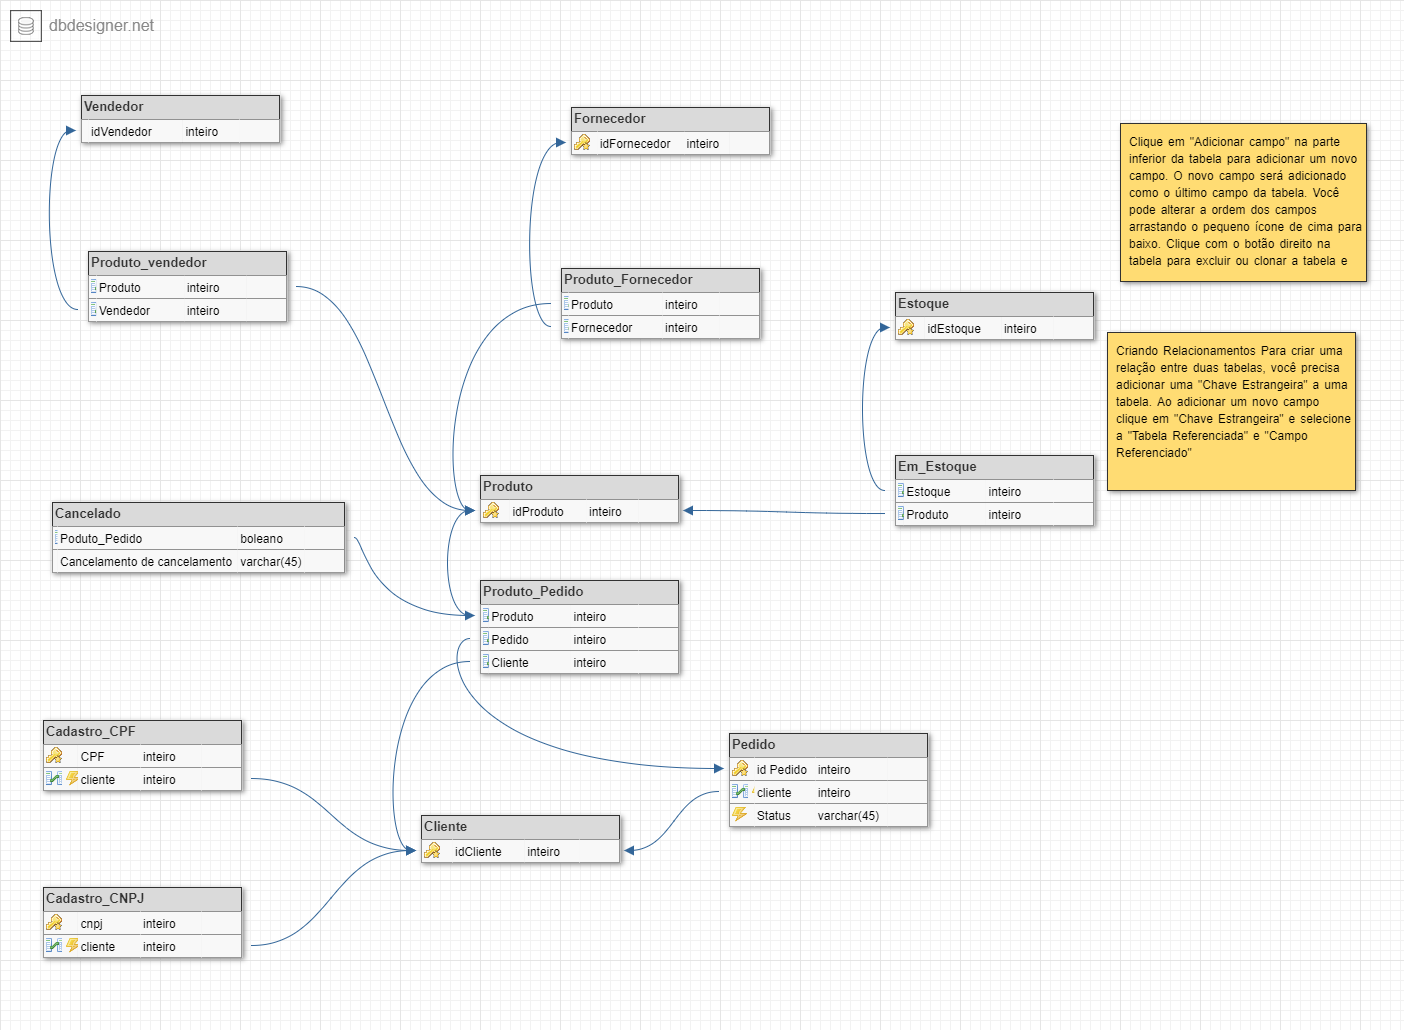 dbdesigner.net
Vendedor
idVendedor inteiro
Fornecedor
idFornecedor inteiro
Clique em "Adicionar campo" na parte
inferior da tabela para adicionar um novo
campo. O novo campo será adicionado
como o último campo da tabela. Você
pode alterar a ordem dos campos
arrastando o pequeno ícone de cima para
baixo. Clique com o botão direito na
tabela para excluir ou clonar a tabela e
Produto_vendedor
Produto inteiro
Vendedor inteiro
Produto_Fornecedor
Produto inteiro
Fornecedor inteiro
Estoque
idEstoque inteiro
Criando Relacionamentos Para criar uma
relação entre duas tabelas, você precisa
adicionar uma "Chave Estrangeira" a uma
tabela. Ao adicionar um novo campo
clique em "Chave Estrangeira" e selecione
a "Tabela Referenciada" e "Campo
Referenciado"
Em_Estoque
Estoque inteiro
Produto inteiro
Produto
idProduto inteiro
Cancelado
Poduto_Pedido boleano
Cancelamento de cancelamento varchar(45)
Produto_Pedido
Produto inteiro
Pedido inteiro
Cliente inteiro
Cadastro_CPF
CPF inteiro
cliente inteiro
Pedido
id Pedido inteiro
cliente inteiro
Status varchar(45)
Cliente
idCliente inteiro
Cadastro_CNPJ
cnpj inteiro
cliente inteiro